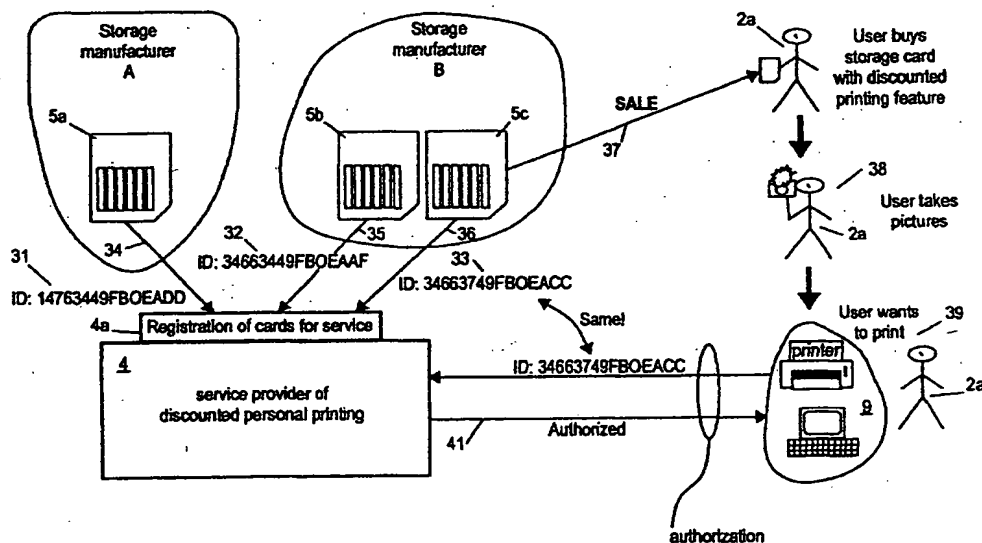 Storage
manufacturer
A
5a
Storage
manufacturer
B
5b
5c
SALE
37
2a
User buys
storage card
with discounted
printing feature
38
User takes
pictures
2a
34
35
36
31
ID: 14763449FBOEADD
32
ID: 34663449FBOEAAF
33
ID: 34663749FBOEACC
4a
Registration of cards for service
Same!
ID: 34663749FBOEACC
4
service provider of
discounted personal printing
41
Authorized
User wants
to print
39
printer
9
2a
authorization